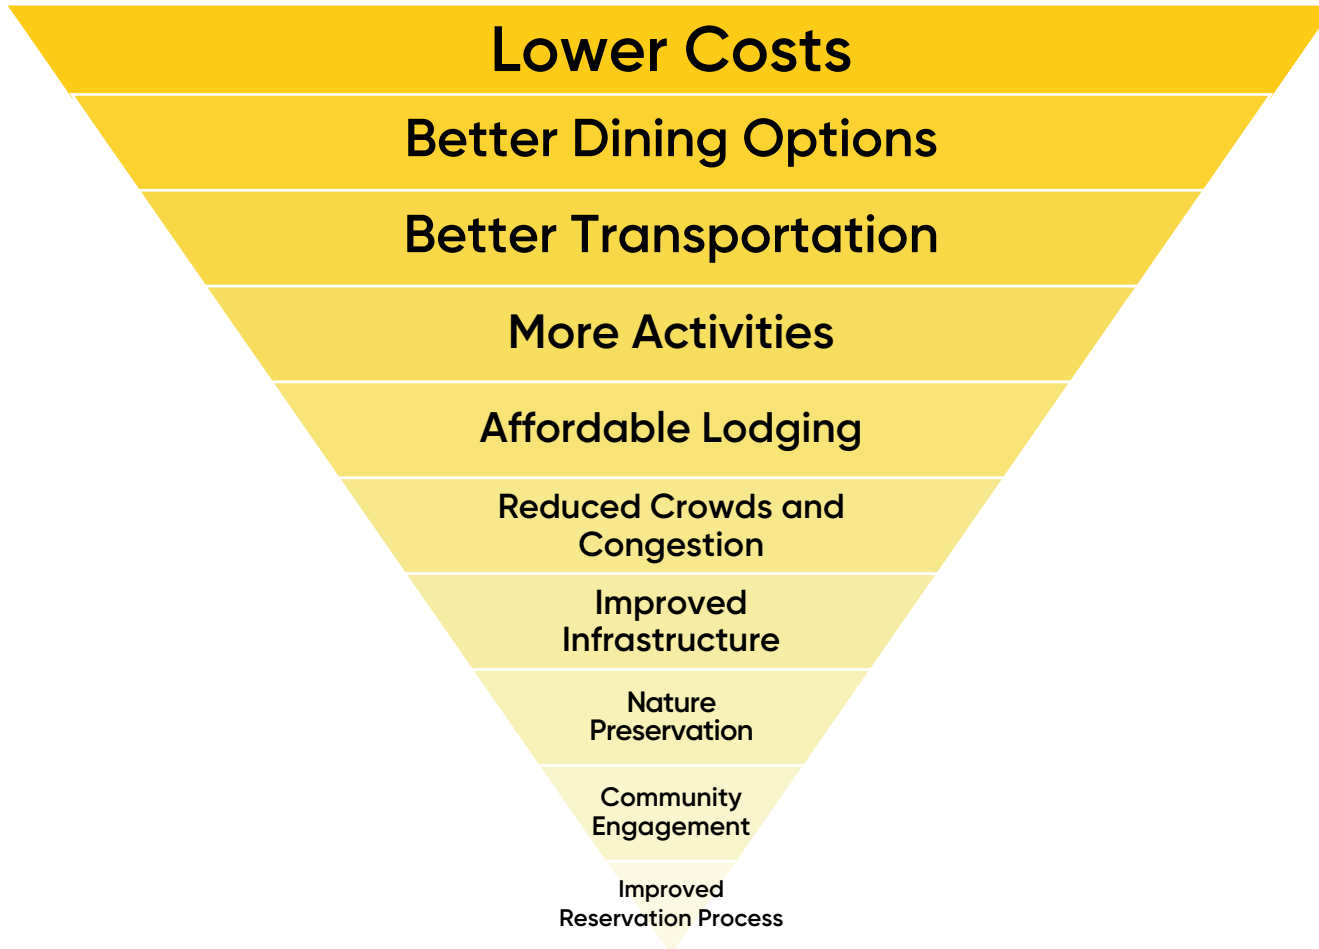 Lower Costs
Better Dining Options
Better Transportation
More Activities
Affordable Lodging
Reduced Crowds and
Congestion
Improved
Infrastructure
Nature
Preservation
Community
Engagement
Improved
Reservation Process